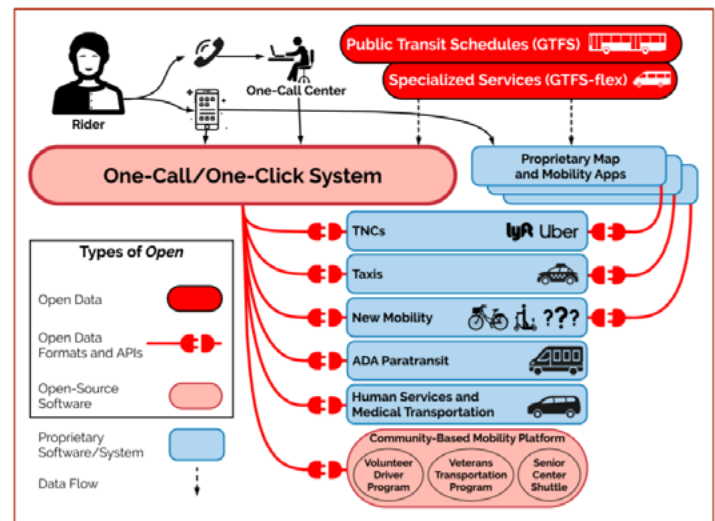 Public Transit Schedules (GTFS)
Specialized Services (GTFS-flex)
Rider
One-Call Center
One-Call/One-Click System
Proprietary Map
and Mobility Apps
TNCs
lyft Uber
Taxis
New Mobility
???
ADA Paratransit
Human Services and
Medical Transportation
Community-Based Mobility Platform
Volunteer
Driver
Program
Veterans
Transportation
Program
Senior
Center
Shuttle
Types of Open
Open Data
Open Data
Formats and APIs
Open-Source
Software
Proprietary
Software/System
Data Flow